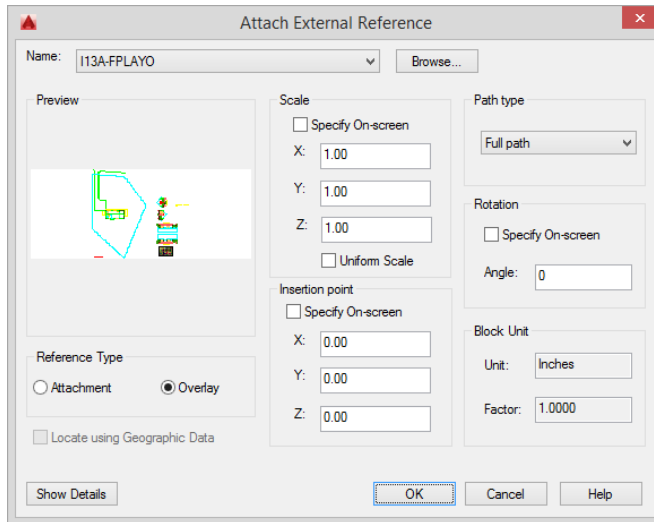 Attach External Reference
Name:
I13A-FPLAYO
Browse...
Preview
Reference Type
Attachment
Overlay
Locate using Geographic Data
Scale
Specify On-screen
X: 1.00
Y: 1.00
Z: 1.00
Uniform Scale
Insertion point
Specify On-screen
X: 0.00
Y: 0.00
Z: 0.00
Path type
Full path
Rotation
Specify On-screen
Angle: 0
Block Unit
Unit: Inches
Factor: 1.0000
Show Details
OK
Cancel
Help